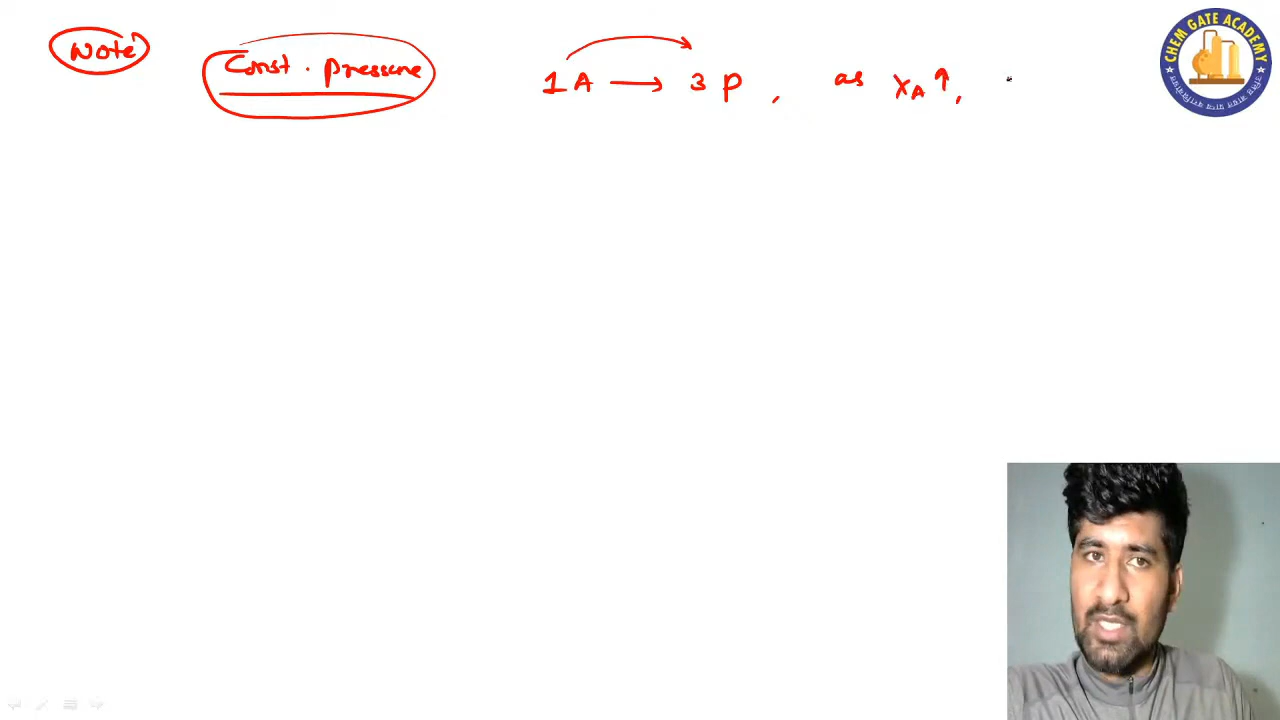 Note
Const. pressure
1 A → 3 P , as XA↑,
CHEM GATE ACADEMY